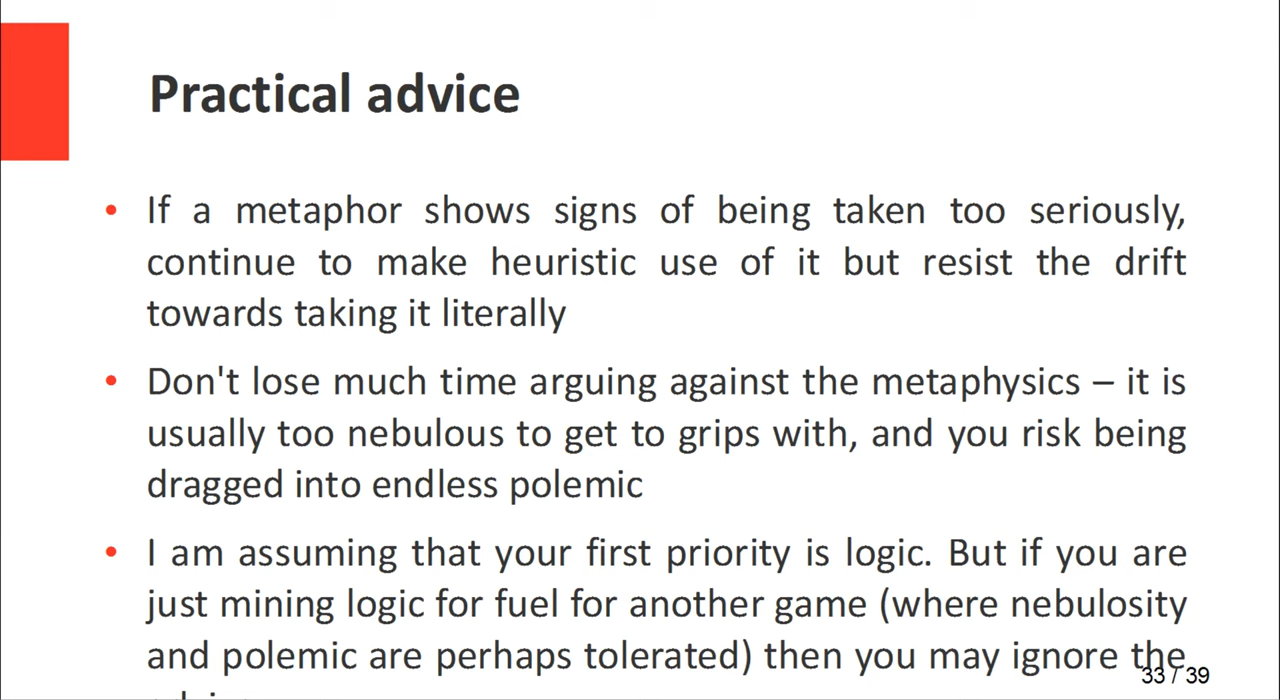 Practical advice
• If a metaphor shows signs of being taken too seriously,
continue to make heuristic use of it but resist the drift
towards taking it literally
• Don't lose much time arguing against the metaphysics – it is
usually too nebulous to get to grips with, and you risk being
dragged into endless polemic
• I am assuming that your first priority is logic. But if you are
just mining logic for fuel for another game (where nebulosity
and polemic are perhaps tolerated) then you may ignore the
33 / 39